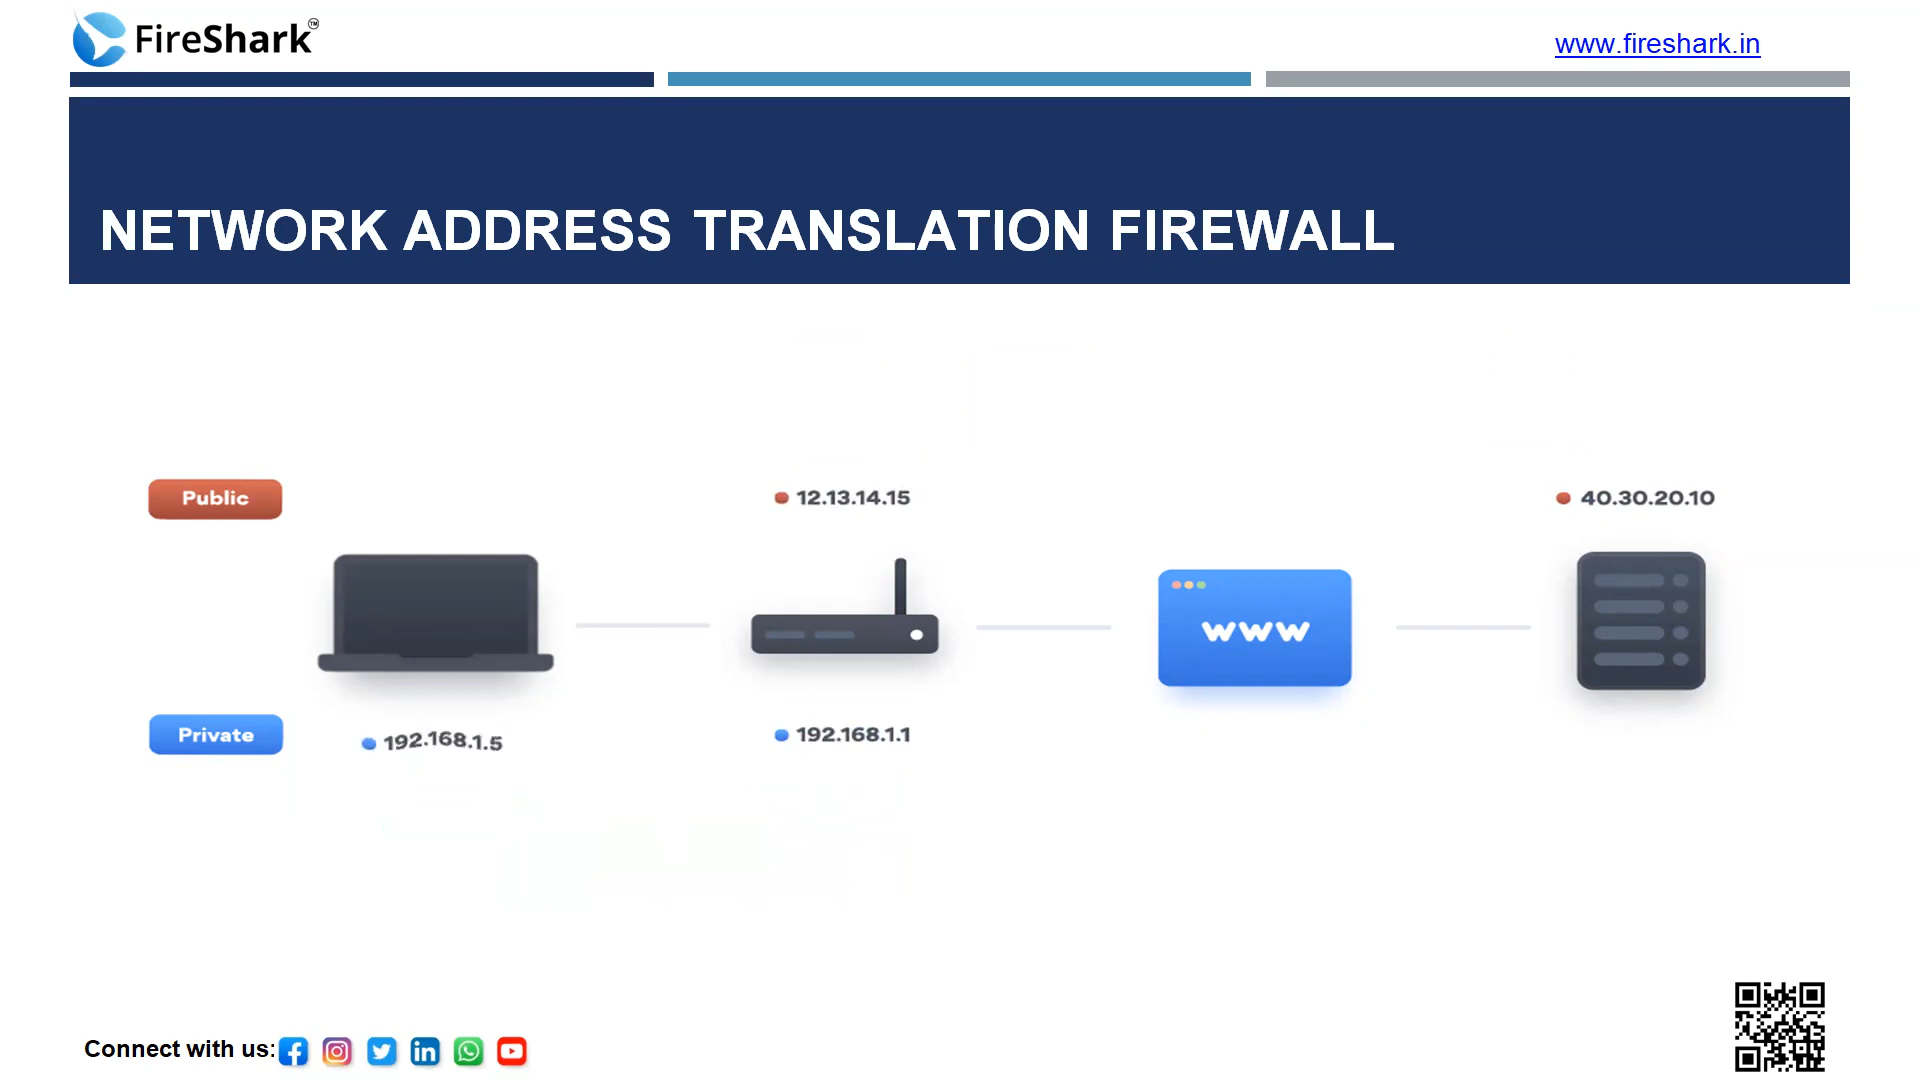 FireShark™
www.fireshark.in
NETWORK ADDRESS TRANSLATION FIREWALL
Public
12.13.14.15
40.30.20.10
www
Private
192.168.1.5
192.168.1.1
Connect with us: